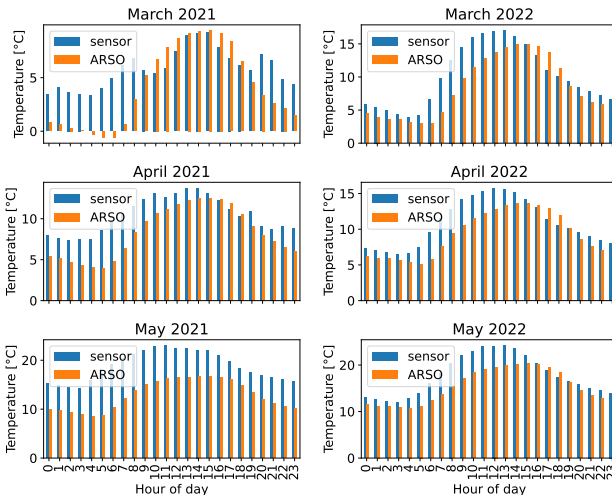 March 2021
Temperature [°C]
5
0
sensor
ARSO
March 2022
Temperature [°C]
15
10
5
0
sensor
ARSO
April 2021
Temperature [°C]
10
5
0
sensor
ARSO
April 2022
Temperature [°C]
15
10
5
0
sensor
ARSO
May 2021
Temperature [°C]
20
10
0
sensor
ARSO
0 1 2 3 4 5 6 7 8 9 10 11 12 13 14 15 16 17 18 19 20 21 22 23
Hour of day
May 2022
Temperature [°C]
20
10
0
sensor
ARSO
0 1 2 3 4 5 6 7 8 9 10 11 12 13 14 15 16 17 18 19 20 21 22 23
Hour of day